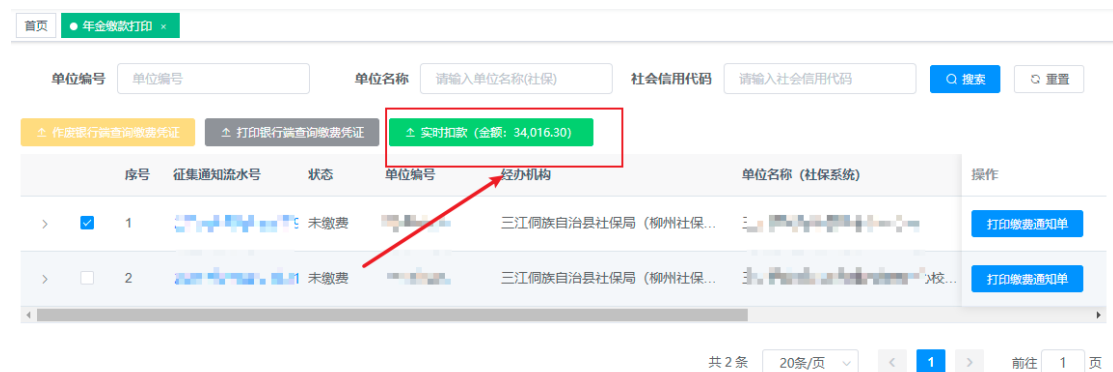 首页 年金缴款打印 ×
单位编号 单位编号 单位名称 请输入单位名称(社保) 社会信用代码 请输入社会信用代码 搜索 重置
作废银行端查询缴费凭证 打印银行端查询缴费凭证 实时扣款（金额：34,016.30）
序号 征集通知流水号 状态 单位编号 经办机构 单位名称（社保系统） 操作
1 未缴费 三江侗族自治县社保局（柳州社保... 打印缴费通知单
2 未缴费 三江侗族自治县社保局（柳州社保... 校... 打印缴费通知单
共 2 条 20条/页 < 1 > 前往 1 页